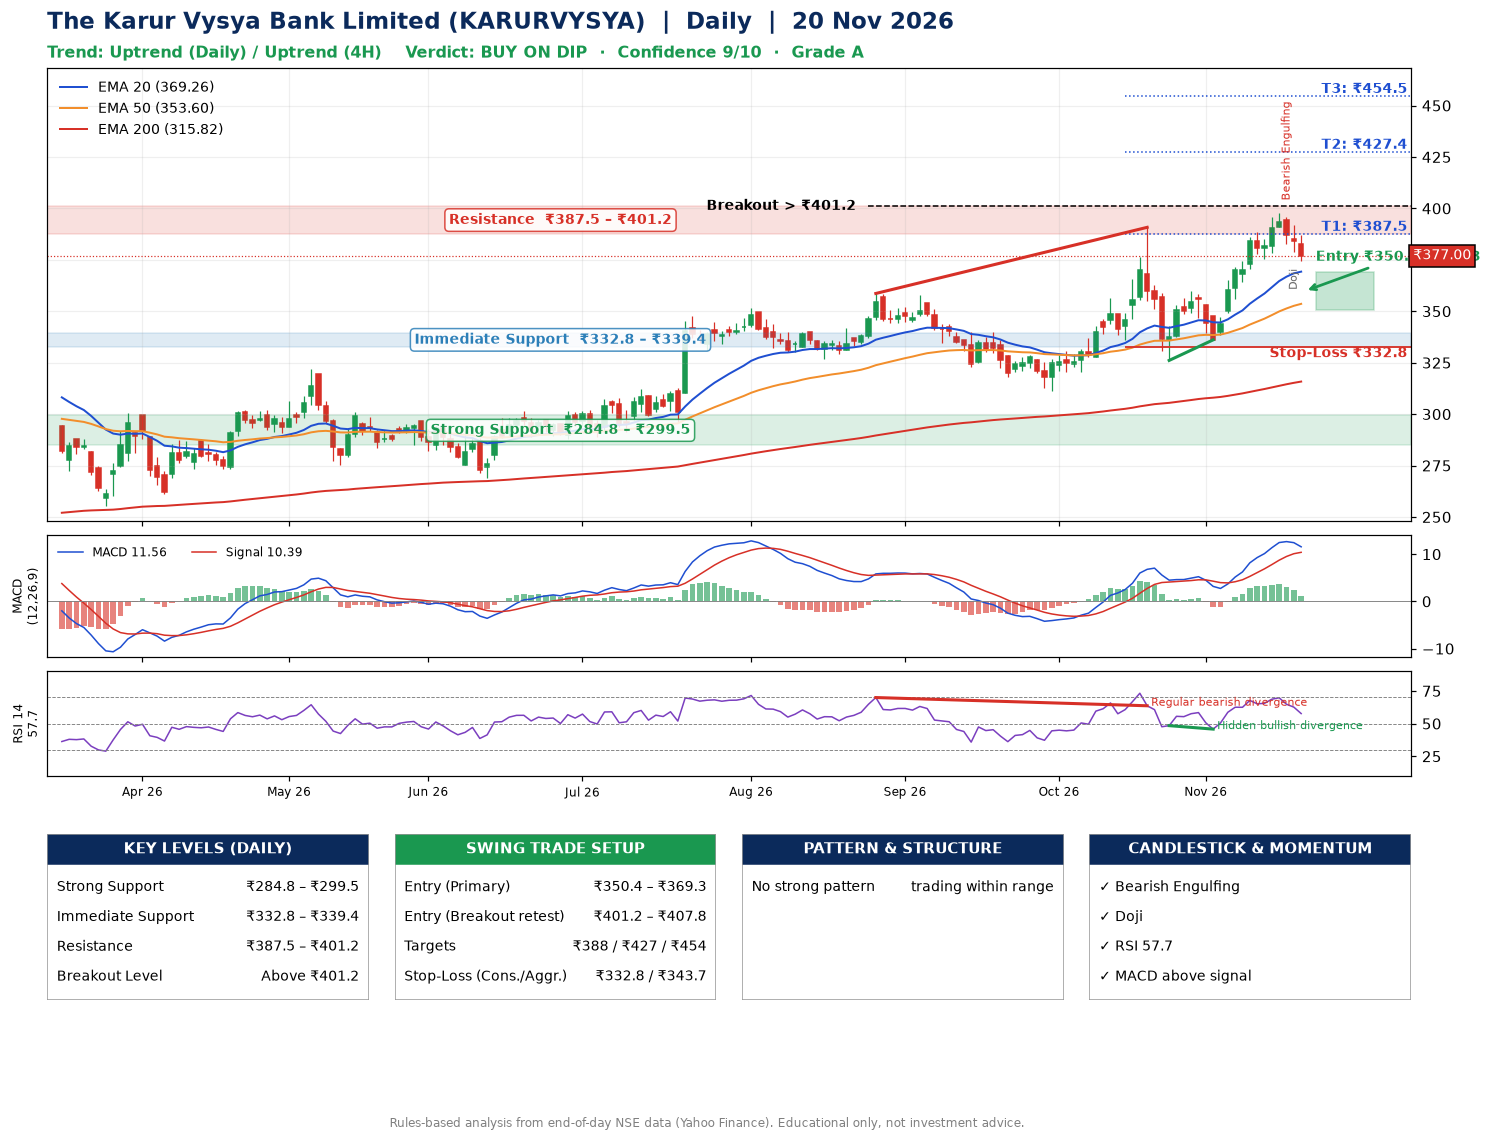 The Karur Vysya Bank Limited (KARURVYSYA) | Daily | 20 Nov 2026
Trend: Uptrend (Daily) / Uptrend (4H) Verdict: BUY ON DIP · Confidence 9/10 · Grade A
EMA 20 (369.26)
EMA 50 (353.60)
EMA 200 (315.82)
T3: ₹454.5
Bearish Engulfing
T2: ₹427.4
Breakout > ₹401.2
Resistance ₹387.5 – ₹401.2
T1: ₹387.5
Entry ₹350.
₹377.00
Doji
Immediate Support ₹332.8 – ₹339.4
Stop-Loss ₹332.8
Strong Support ₹284.8 – ₹299.5
450
425
400
350
325
300
275
250
MACD 11.56
Signal 10.39
MACD
(12,26,9)
10
0
−10
Regular bearish divergence
Hidden bullish divergence
RSI 14
57.7
75
50
25
Apr 26
May 26
Jun 26
Jul 26
Aug 26
Sep 26
Oct 26
Nov 26
KEY LEVELS (DAILY)
Strong Support ₹284.8 – ₹299.5
Immediate Support ₹332.8 – ₹339.4
Resistance ₹387.5 – ₹401.2
Breakout Level Above ₹401.2
SWING TRADE SETUP
Entry (Primary) ₹350.4 – ₹369.3
Entry (Breakout retest) ₹401.2 – ₹407.8
Targets ₹388 / ₹427 / ₹454
Stop-Loss (Cons./Aggr.) ₹332.8 / ₹343.7
PATTERN & STRUCTURE
No strong pattern trading within range
CANDLESTICK & MOMENTUM
✓ Bearish Engulfing
✓ Doji
✓ RSI 57.7
✓ MACD above signal
Rules-based analysis from end-of-day NSE data (Yahoo Finance). Educational only, not investment advice.